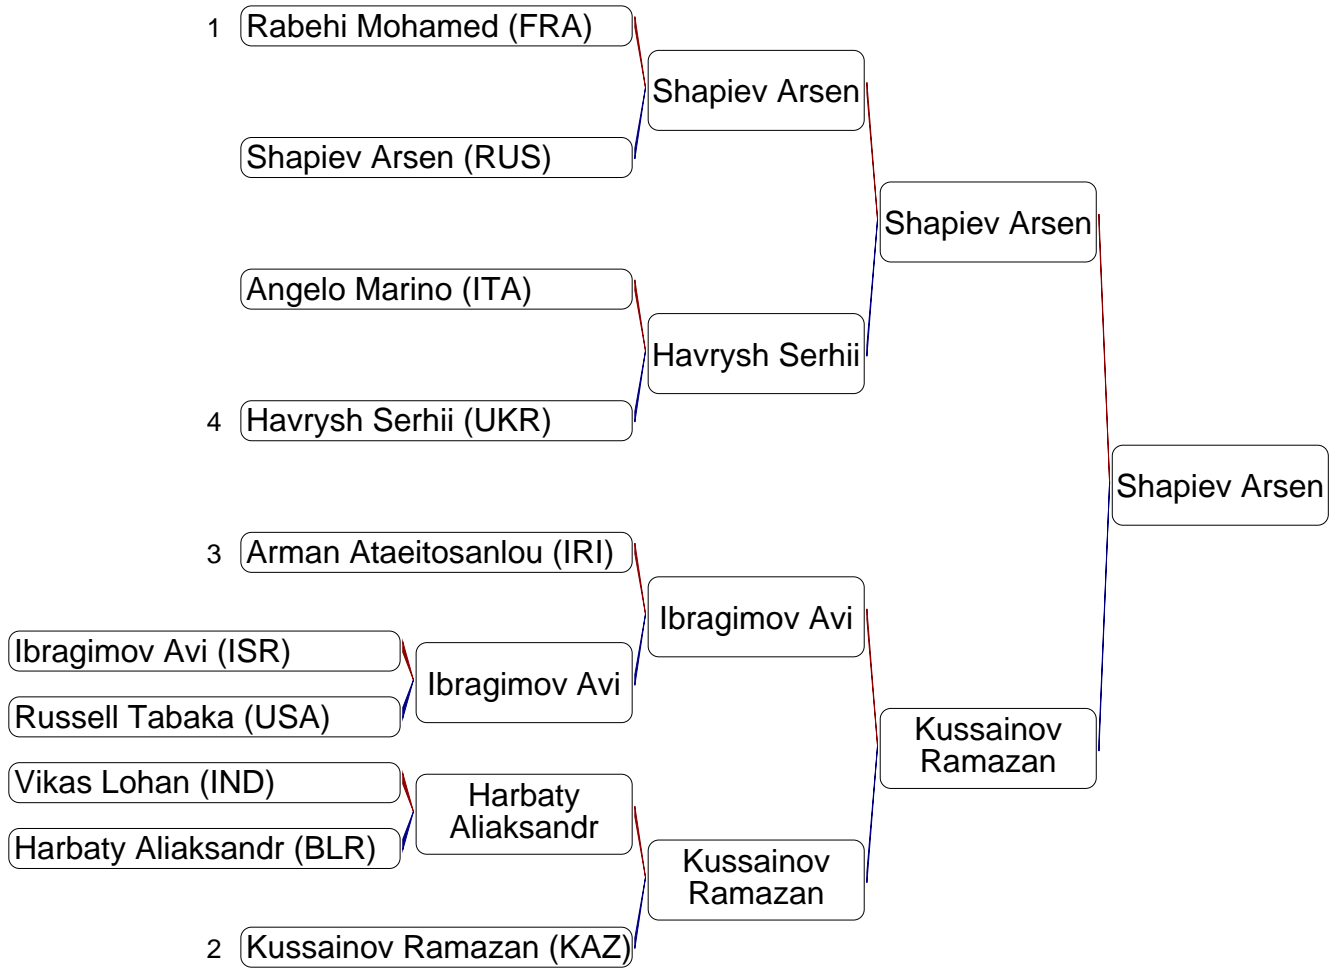 1 Rabehi Mohamed (FRA)
Shapiev Arsen
Shapiev Arsen (RUS)
Shapiev Arsen
Angelo Marino (ITA)
Havrysh Serhii
4 Havrysh Serhii (UKR)
Shapiev Arsen
3 Arman Ataeitosanlou (IRI)
Ibragimov Avi
Ibragimov Avi (ISR)
Ibragimov Avi
Russell Tabaka (USA)
Kussainov
Ramazan
Vikas Lohan (IND)
Harbaty
Aliaksandr
Harbaty Aliaksandr (BLR)
Kussainov
Ramazan
2 Kussainov Ramazan (KAZ)